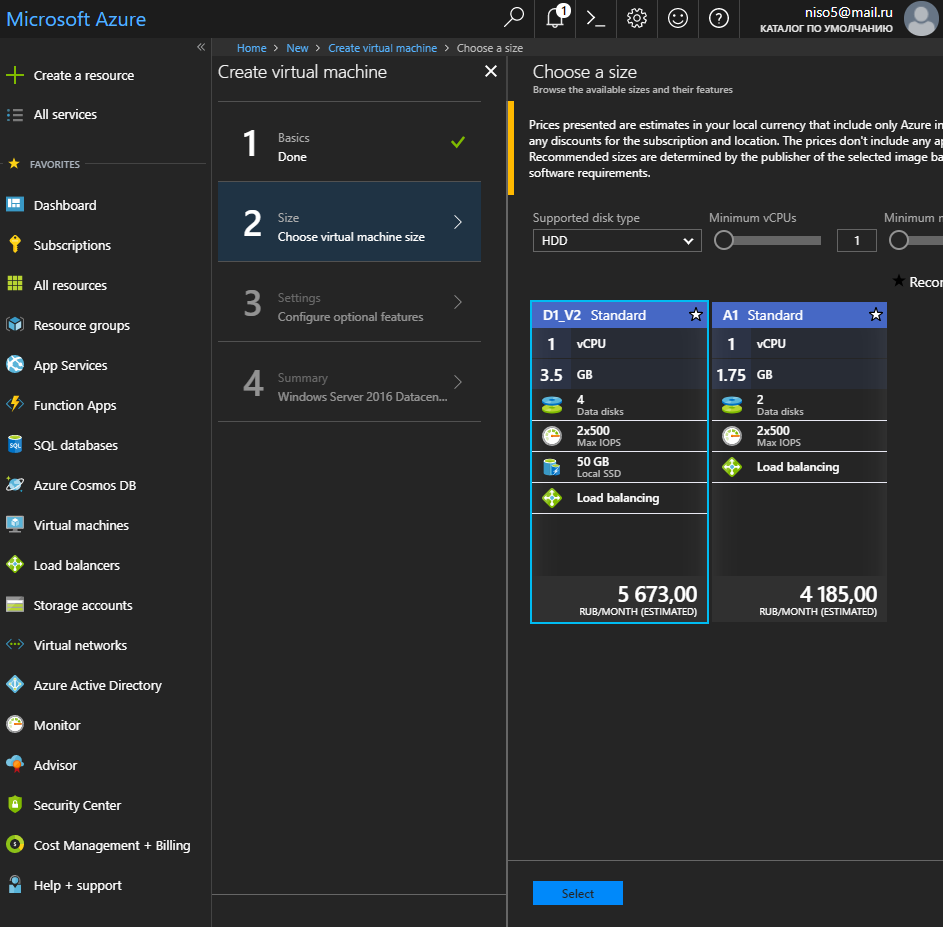 Microsoft Azure
1
niso5@mail.ru
КАТАЛОГ ПО УМОЛЧАНИЮ
Create a resource
All services
FAVORITES
Dashboard
Subscriptions
All resources
Resource groups
App Services
Function Apps
SQL databases
Azure Cosmos DB
Virtual machines
Load balancers
Storage accounts
Virtual networks
Azure Active Directory
Monitor
Advisor
Security Center
Cost Management + Billing
Help + support
Home > New > Create virtual machine > Choose a size
Create virtual machine
1
Basics
Done
2
Size
Choose virtual machine size
3
Settings
Configure optional features
4
Summary
Windows Server 2016 Datacen...
Choose a size
Browse the available sizes and their features
Prices presented are estimates in your local currency that include only Azure in
any discounts for the subscription and location. The prices don't include any ap
Recommended sizes are determined by the publisher of the selected image ba
software requirements.
Supported disk type
HDD
Minimum vCPUs
1
Minimum m
Recor
D1_V2 Standard
1 vCPU
3.5 GB
4
Data disks
2x500
Max IOPS
50 GB
Local SSD
Load balancing
5 673,00
RUB/MONTH (ESTIMATED)
A1 Standard
1 vCPU
1.75 GB
2
Data disks
2x500
Max IOPS
Load balancing
4 185,00
RUB/MONTH (ESTIMATED)
Select